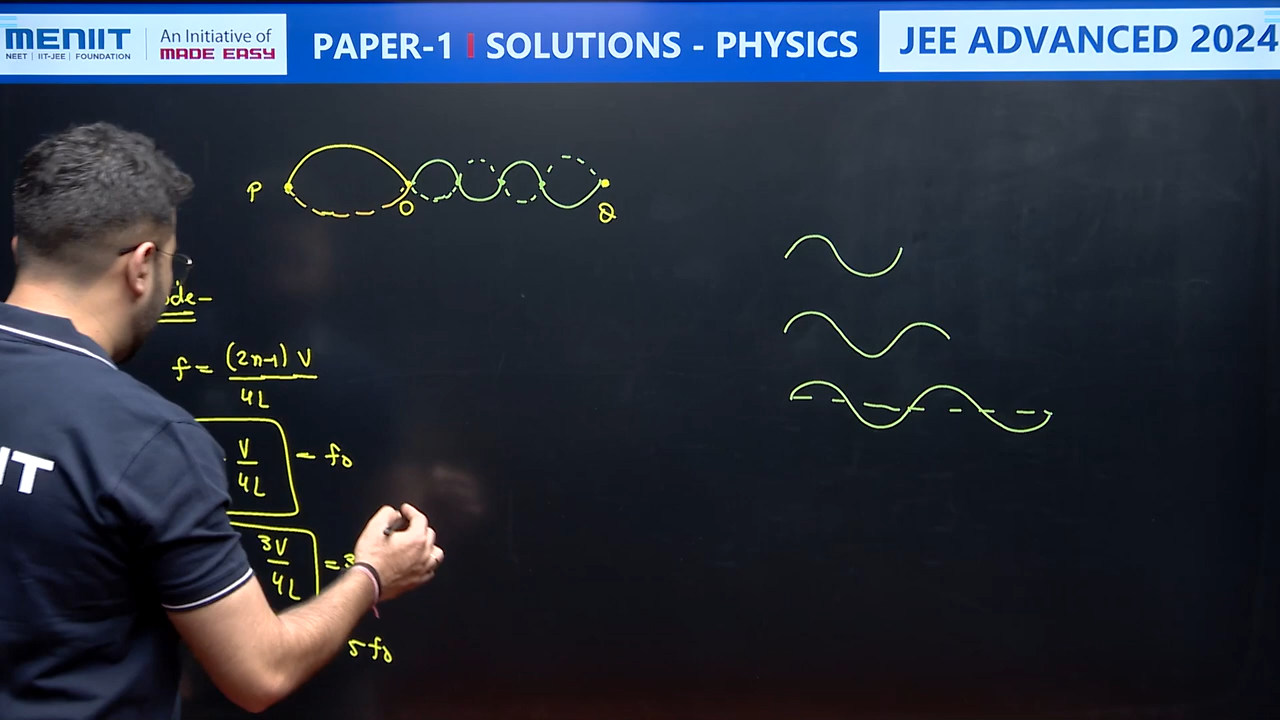 MENIIT
NEET | IIT-JEE | FOUNDATION
An Initiative of
MADE EASY
PAPER-1 | SOLUTIONS - PHYSICS
JEE ADVANCED 2024
P
O
Q
f = (2n-1) V
4L
V
4L
= f₀
3V
4L
= 3
5f₀